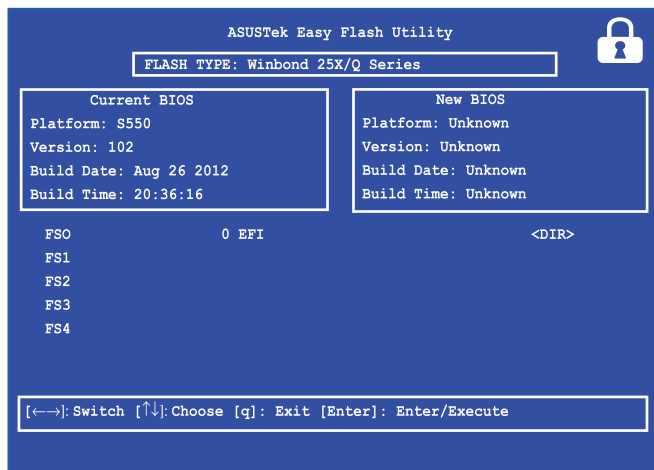 ASUSTek Easy Flash Utility
FLASH TYPE: Winbond 25X/Q Series
Current BIOS
Platform: S550
Version: 102
Build Date: Aug 26 2012
Build Time: 20:36:16
New BIOS
Platform: Unknown
Version: Unknown
Build Date: Unknown
Build Time: Unknown
FSO 0 EFI <DIR>
FS1
FS2
FS3
FS4
[←→]: Switch [↑↓]: Choose [q]: Exit [Enter]: Enter/Execute